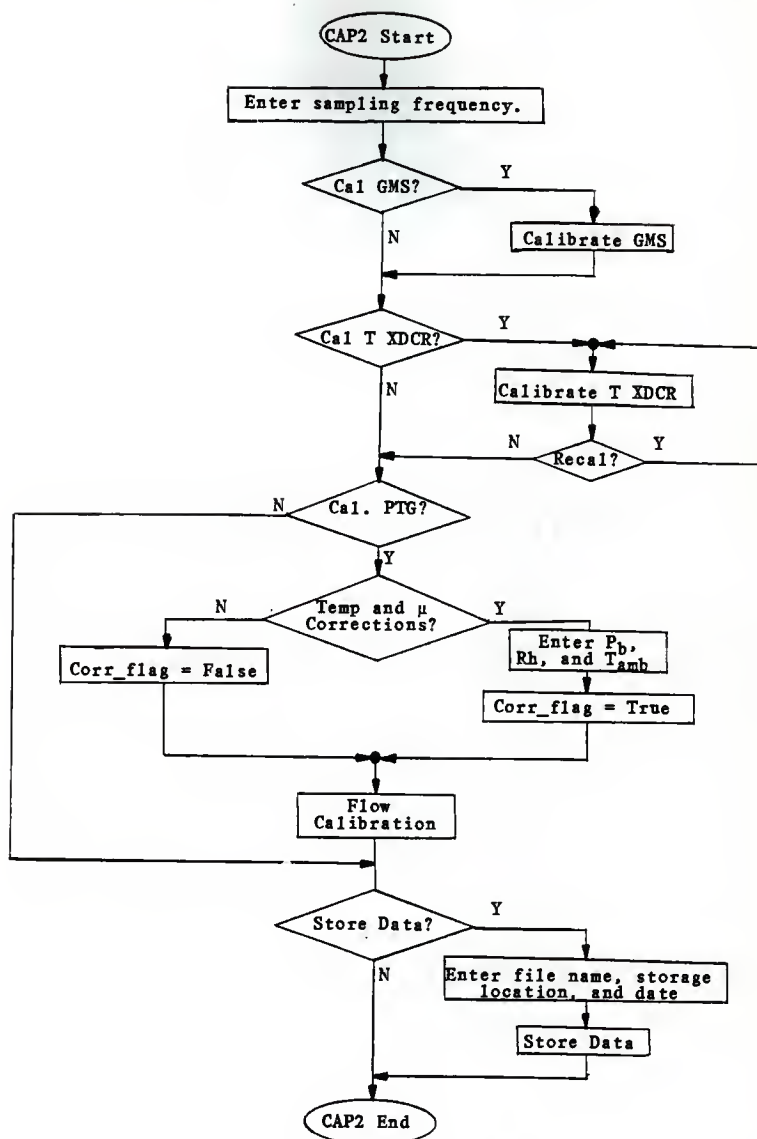 CAP2 Start
Enter sampling frequency.
Cal GMS?
Y
N
Calibrate GMS
Cal T XDCR?
Y
N
Calibrate T XDCR
Recal?
N
Y
Cal. PTG?
N
Y
Temp and μ
Corrections?
N
Y
Corr_flag = False
Enter Pb,
Rh, and Tamb
Corr_flag = True
Flow
Calibration
Store Data?
Y
N
Enter file name, storage
location, and date
Store Data
CAP2 End